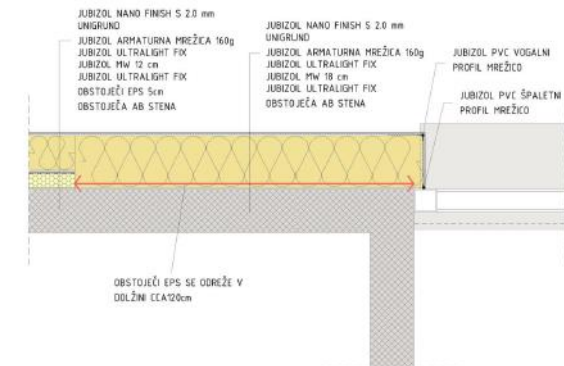 JUBIZOL NANO FINISH S 2.0 mm
UNIGRUND
JUBIZOL ARMATURNA MREŽICA 160g
JUBIZOL ULTRALIGHT FIX
JUBIZOL MW 12 cm
JUBIZOL ULTRALIGHT FIX
OBSTOJEČI EPS 5cm
OBSTOJEČA AB STENA
JUBIZOL NANO FINISH S 2.0 mm
UNIGRUND
JUBIZOL ARMATURNA MREŽICA 160g
JUBIZOL ULTRALIGHT FIX
JUBIZOL MW 18 cm
JUBIZOL ULTRALIGHT FIX
OBSTOJEČA AB STENA
JUBIZOL PVC VOGALNI
PROFIL MREŽICO
JUBIZOL PVC ŠPALETNI
PROFIL MREŽICO
OBSTOJEČI EPS SE ODREŽE V
DOLŽINI CCA120cm